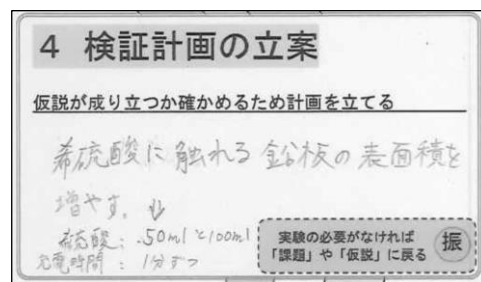 4 検証計画の立案
仮説が成り立つか確かめるため計画を立てる
希硫酸に触れる鉛板の表面積を
増やす。⇓
希硫酸:50mlと100ml
充電時間:1分ずつ
実験の必要がなければ
「課題」や「仮説」に戻る
振